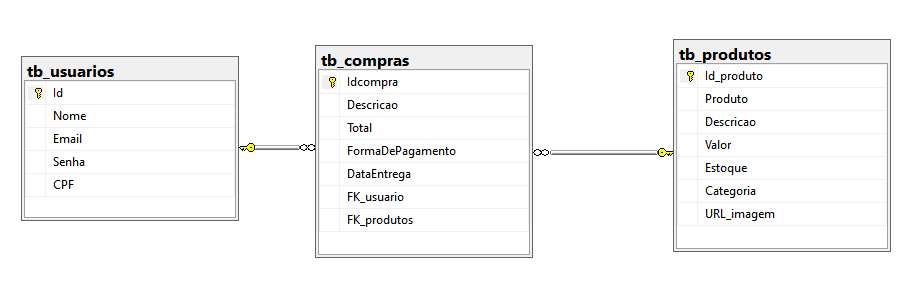 tb_usuarios
Id
Nome
Email
Senha
CPF
tb_compras
Idcompra
Descricao
Total
FormaDePagamento
DataEntrega
FK_usuario
FK_produtos
tb_produtos
Id_produto
Produto
Descricao
Valor
Estoque
Categoria
URL_imagem